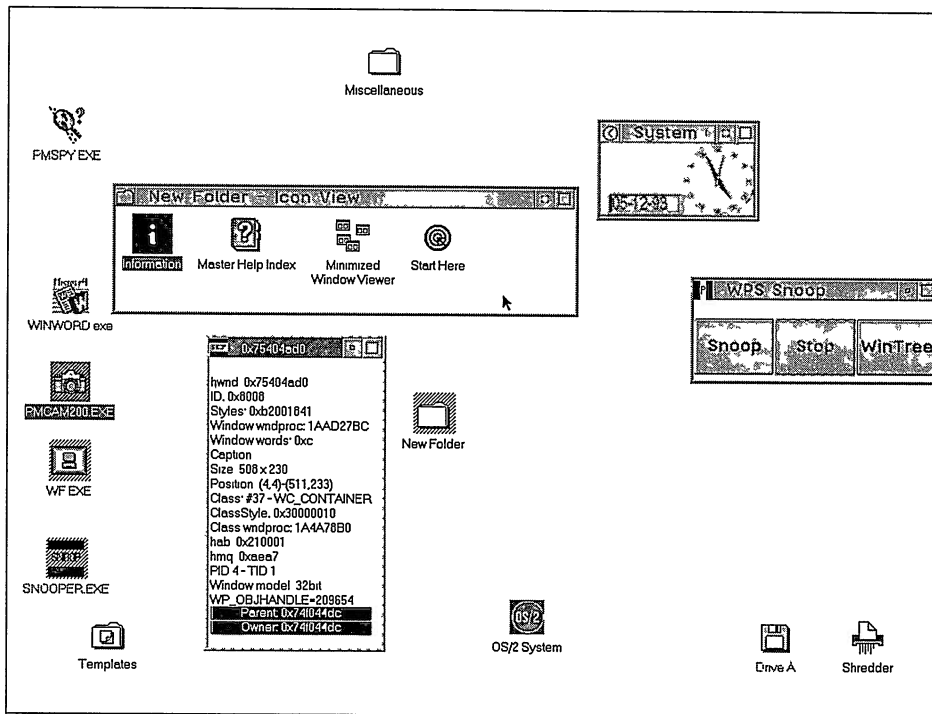 Miscellaneous
PMSPY EXE
System
05-12-93
New Folder - Icon View
Information
Master Help Index
Minimized
Window Viewer
Start Here
WINWORD exe
WPS Snoop
Snoop
Stop
WinTree
0x75404ad0
hwnd 0x75404ad0
ID. 0x8008
Styles· 0xb2001841
Window wndproc: 1AAD27BC
Window words· 0xc
Caption
Size 508 x 230
Position (4,4)-(511,233)
Class· #37 - WC_CONTAINER
ClassStyle. 0x30000010
Class wndproc: 1A4A78B0
hab 0x210001
hmq 0xaea7
PID 4 - TID 1
Window model 32bit
WP_OBJHANDLE=209654
Parent 0x74f044dc
Owner: 0x74f044dc
PMCAM200.EXE
New Folder
WF EXE
SNOOPER.EXE
Templates
OS/2
OS/2 System
Drive A
Shredder